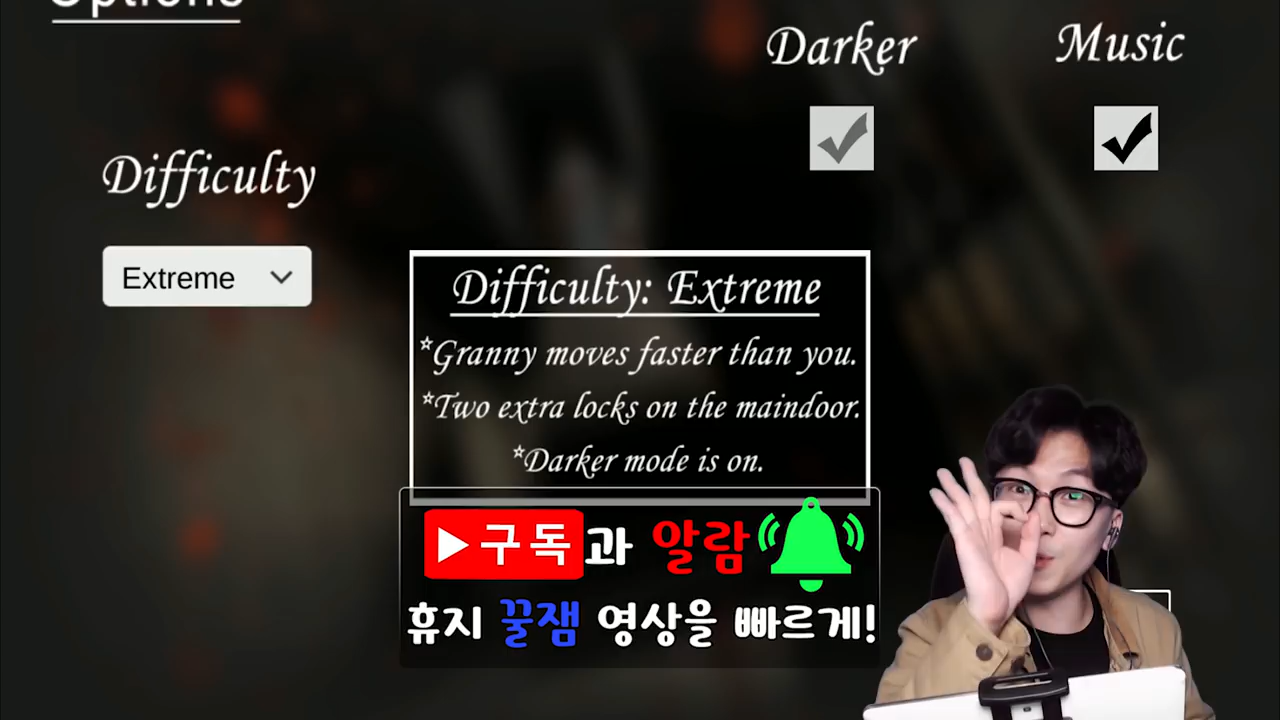 Options
Darker
Music
Difficulty
Extreme
Difficulty: Extreme
*Granny moves faster than you.
*Two extra locks on the maindoor.
*Darker mode is on.
구독과 알람
휴지 꿀잼 영상을 빠르게!